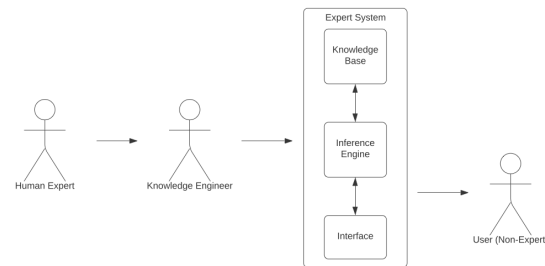 Expert System
Knowledge
Base
Inference
Engine
Interface
Human Expert
Knowledge Engineer
User (Non-Expert